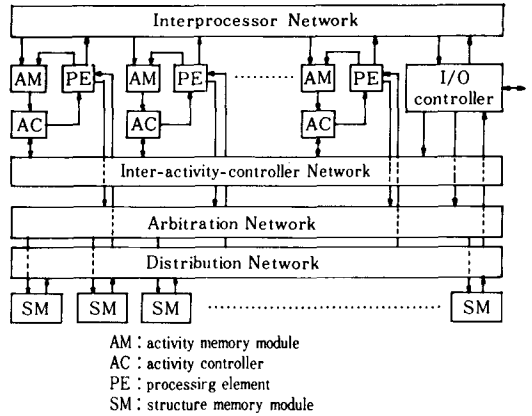 Interprocessor Network
AM PE AM PE AM PE I/O controller
AC AC AC
Inter-activity-controller Network
Arbitration Network
Distribution Network
SM SM SM SM
AM : activity memory module
AC : activity controller
PE : processirg element
SM : structure memory module